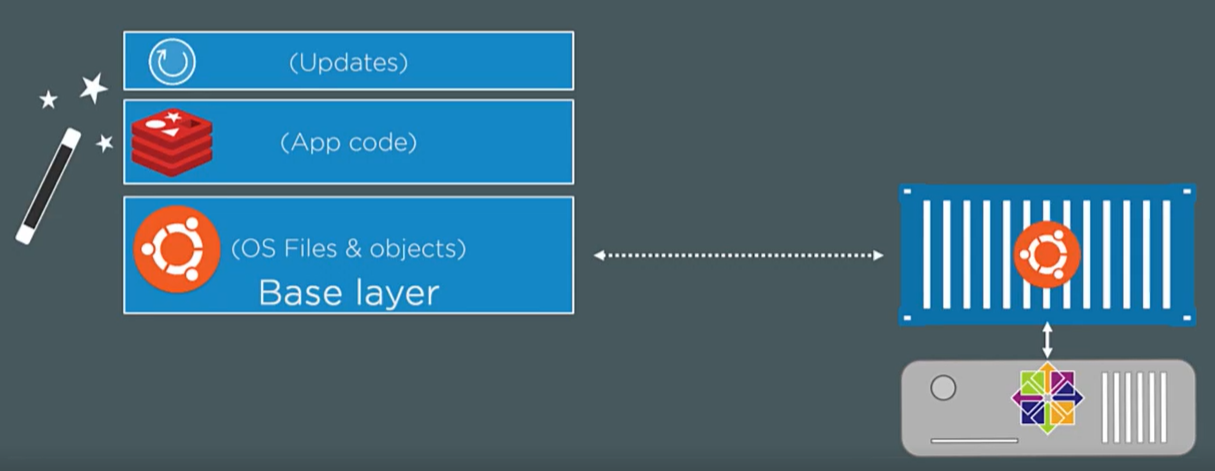 (Updates)
(App code)
(OS Files & objects)
Base layer